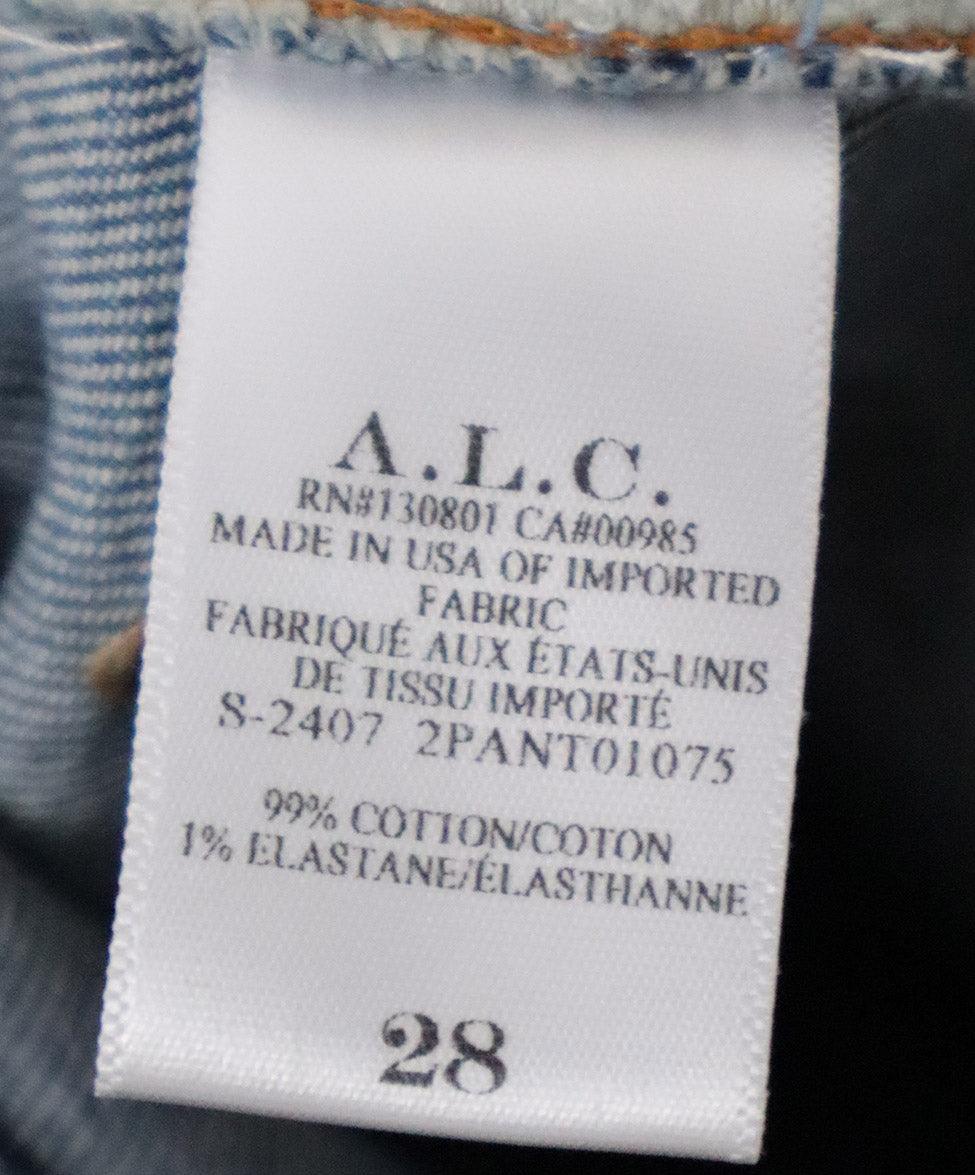 A.L.C.
RN#130801 CA#00985
MADE IN USA OF IMPORTED
FABRIC
FABRIQUÉ AUX ÉTATS-UNIS
DE TISSU IMPORTÉ
S-2407 2PANT01075
99% COTTON/COTON
1% ELASTANE/ÉLASTHANNE
28